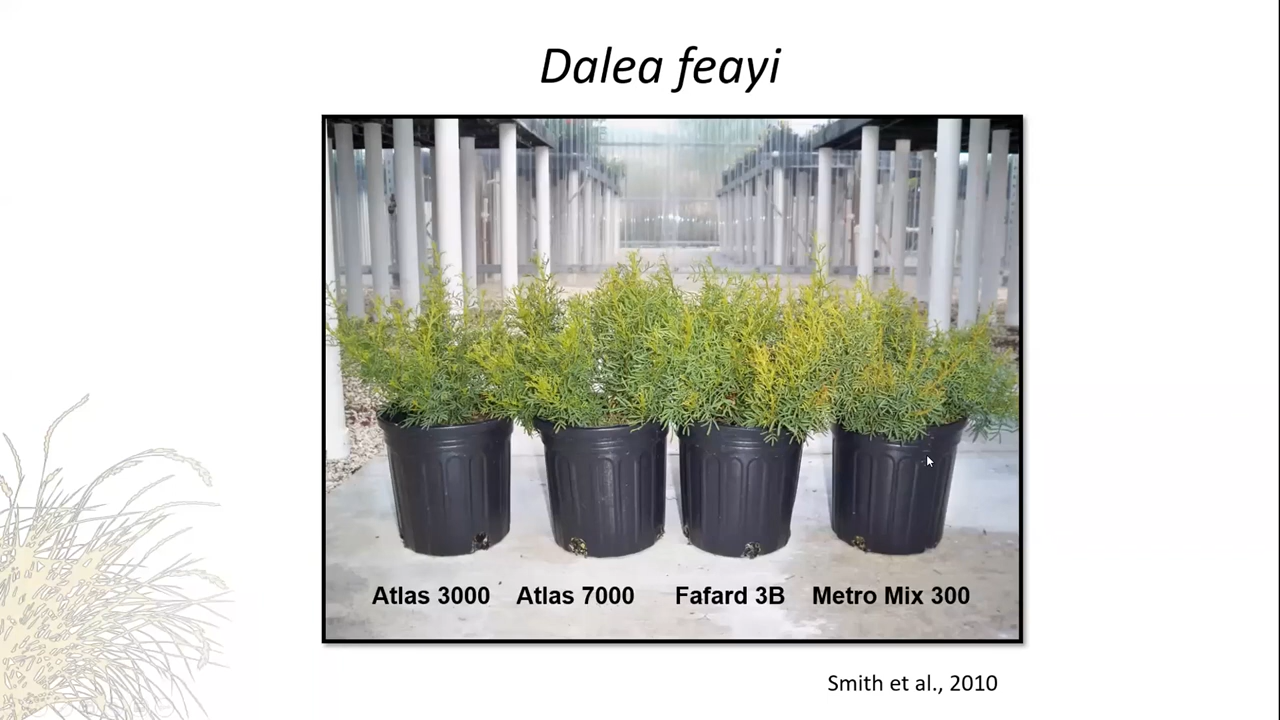 Dalea feayi
Atlas 3000 Atlas 7000 Fafard 3B Metro Mix 300
Smith et al., 2010